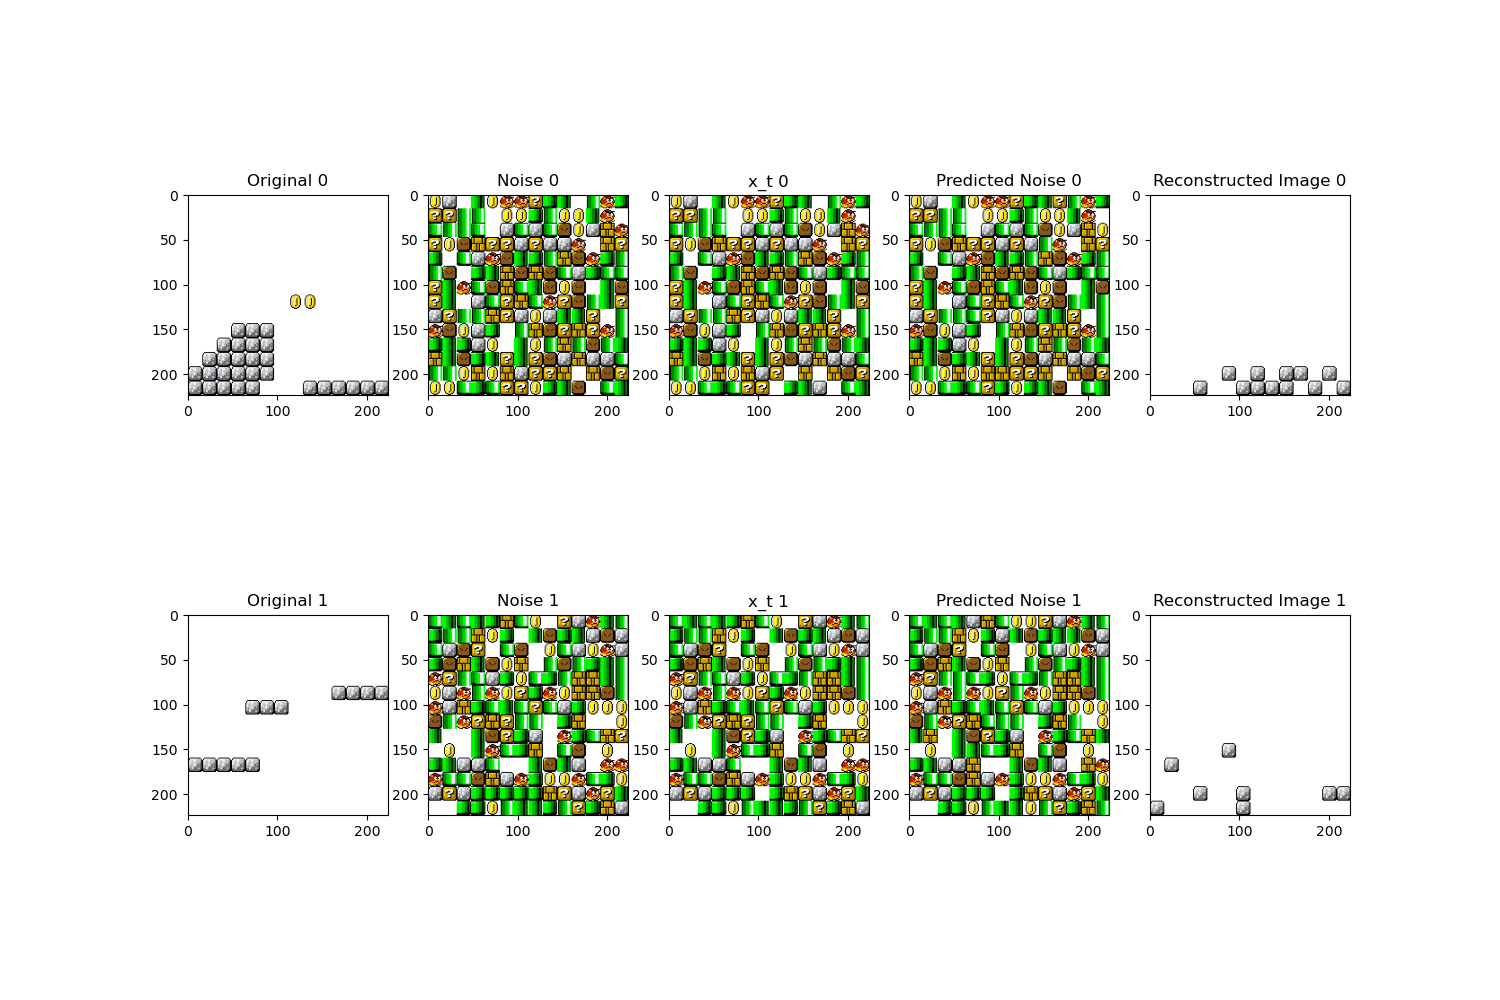 Original 0
Noise 0
x_t 0
Predicted Noise 0
Reconstructed Image 0
0
50
100
150
200
0 100 200
0 100 200
0 100 200
0 100 200
0 100 200
Original 1
Noise 1
x_t 1
Predicted Noise 1
Reconstructed Image 1
0
50
100
150
200
0 100 200
0 100 200
0 100 200
0 100 200
0 100 200